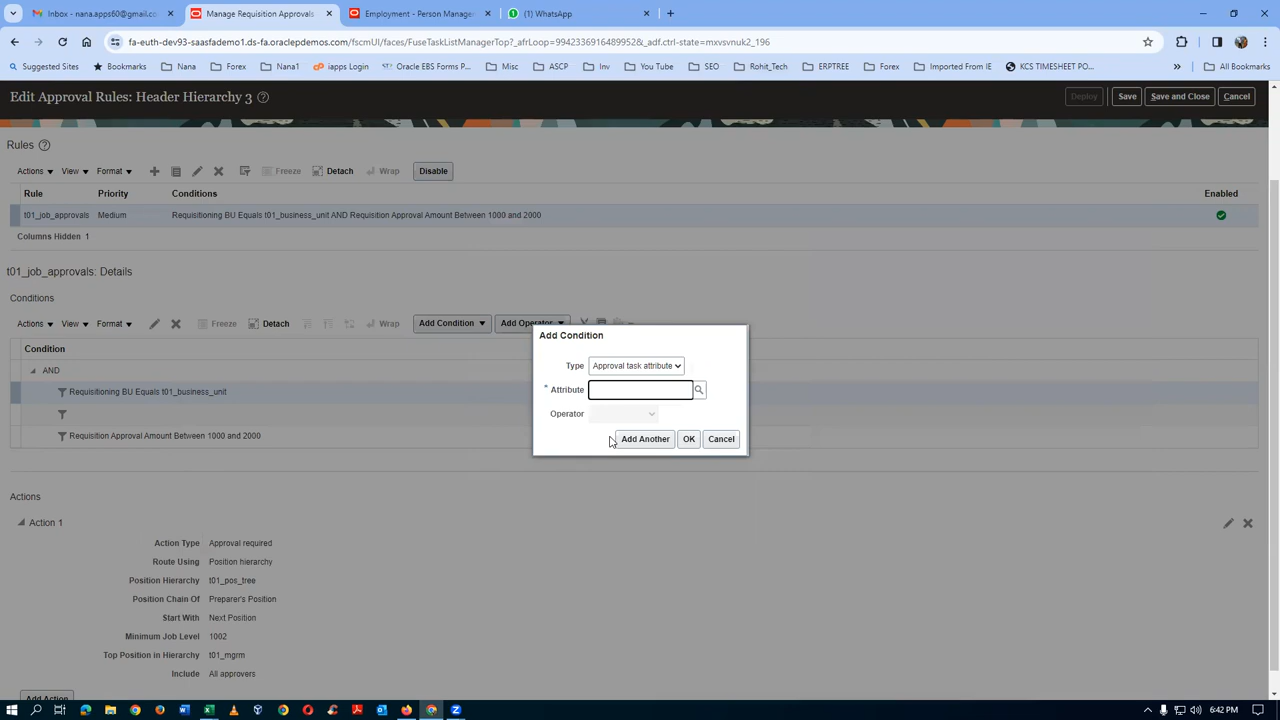 Inbox - nana.apps60@gmail.co
Manage Requisition Approvals
Employment - Person Manage
(1) WhatsApp
fa-euth-dev93-saasfademo1.ds-fa.oraclepdemos.com/fscmUI/faces/FuseTaskListManagerTop?_afrLoop=99423369164899952&_adf.ctrl-state=mxvsvnuk2_196
Suggested Sites Bookmarks Nana Forex Nana1 iapps Login Oracle EBS Forms P... Misc ASCP Inv You Tube SEO Rohit_Tech ERPTREE Forex Imported From IE KCS TIMESHEET PO... » All Bookmarks
Edit Approval Rules: Header Hierarchy 3
Deploy Save Save and Close Cancel
Rules
Actions View Format Freeze Detach Wrap Disable
Rule Priority Conditions Enabled
t01_job_approvals Medium Requisitioning BU Equals t01_business_unit AND Requisition Approval Amount Between 1000 and 2000
Columns Hidden 1
t01_job_approvals: Details
Conditions
Actions View Format Freeze Detach Wrap Add Condition Add Operator
Condition
AND
Requisitioning BU Equals t01_business_unit
Requisition Approval Amount Between 1000 and 2000
Add Condition
Type Approval task attribute
* Attribute
Operator
Add Another OK Cancel
Actions
Action 1
Action Type Approval required
Route Using Position hierarchy
Position Hierarchy t01_pos_tree
Position Chain Of Preparer's Position
Start With Next Position
Minimum Job Level 1002
Top Position in Hierarchy t01_mgrm
Include All approvers
Add Action
6:42 PM